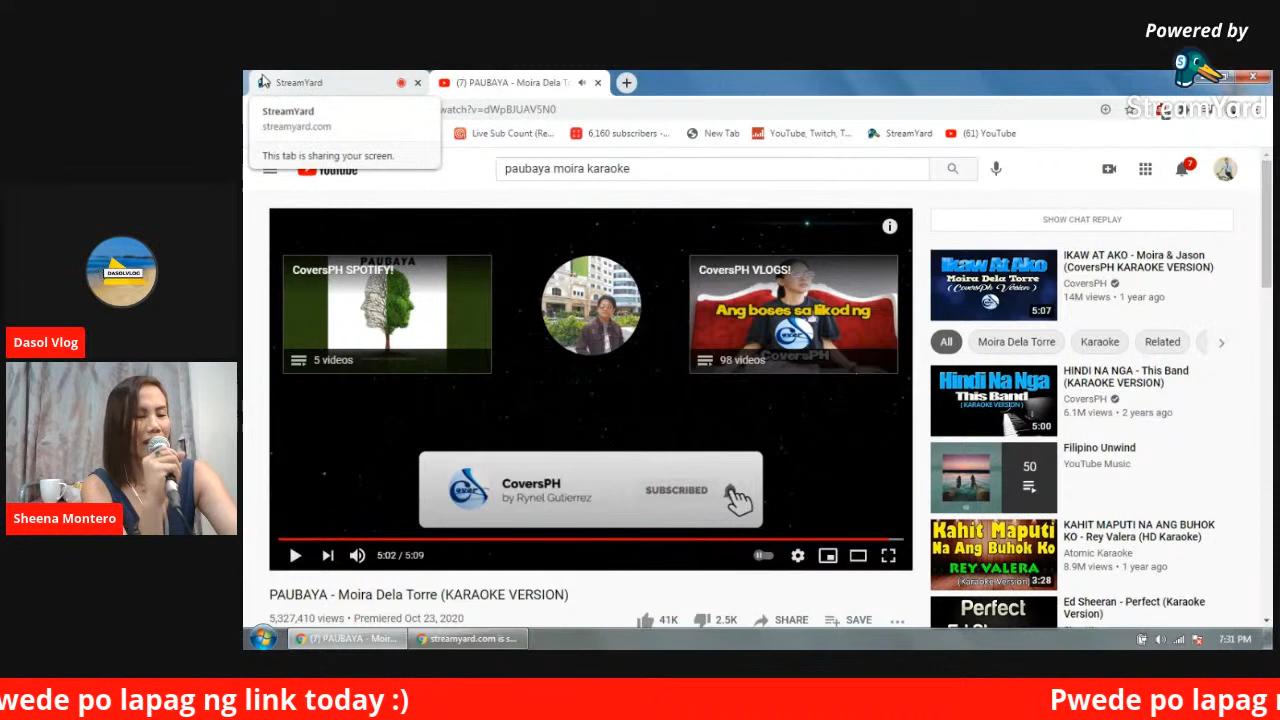 Powered by
StreamYard
StreamYard
(7) PAUBAYA - Moira Dela T
StreamYard
streamyard.com
This tab is sharing your screen.
watch?v=dWpBJUAV5N0
Live Sub Count (Re...
6,160 subscribers -...
New Tab
YouTube, Twitch, T...
StreamYard
(61) YouTube
YouTube
paubaya moira karaoke
7
SHOW CHAT REPLAY
CoversPH SPOTIFY!
PAUBAYA
5 videos
CoversPH VLOGS!
Ang boses sa likod ng
CoversPH
98 videos
CoversPH
by Rynel Gutierrez
SUBSCRIBED
5:02 / 5:09
PAUBAYA - Moira Dela Torre (KARAOKE VERSION)
5,327,410 views • Premiered Oct 23, 2020
41K
2.5K
SHARE
SAVE
Ikaw At Ako
Moira Dela Torre
(CoversPH Version)
5:07
IKAW AT AKO - Moira & Jason
(CoversPH KARAOKE VERSION)
CoversPH
14M views • 1 year ago
All
Moira Dela Torre
Karaoke
Related
Hindi Na Nga
This Band
(KARAOKE VERSION)
5:00
HINDI NA NGA - This Band
(KARAOKE VERSION)
CoversPH
6.1M views • 2 years ago
50
Filipino Unwind
YouTube Music
Kahit Maputi
Na Ang Buhok Ko
REY VALERA
(Karaoke Version)
3:28
KAHIT MAPUTI NA ANG BUHOK
KO - Rey Valera (HD Karaoke)
Atomic Karaoke
8.9M views • 1 year ago
Perfect
Ed Sheeran - Perfect (Karaoke
Version)
(7) PAUBAYA - Moir...
streamyard.com is s...
7:31 PM
DASOLVLOG
Dasol Vlog
Sheena Montero
wede po lapag ng link today :)
Pwede po lapag n